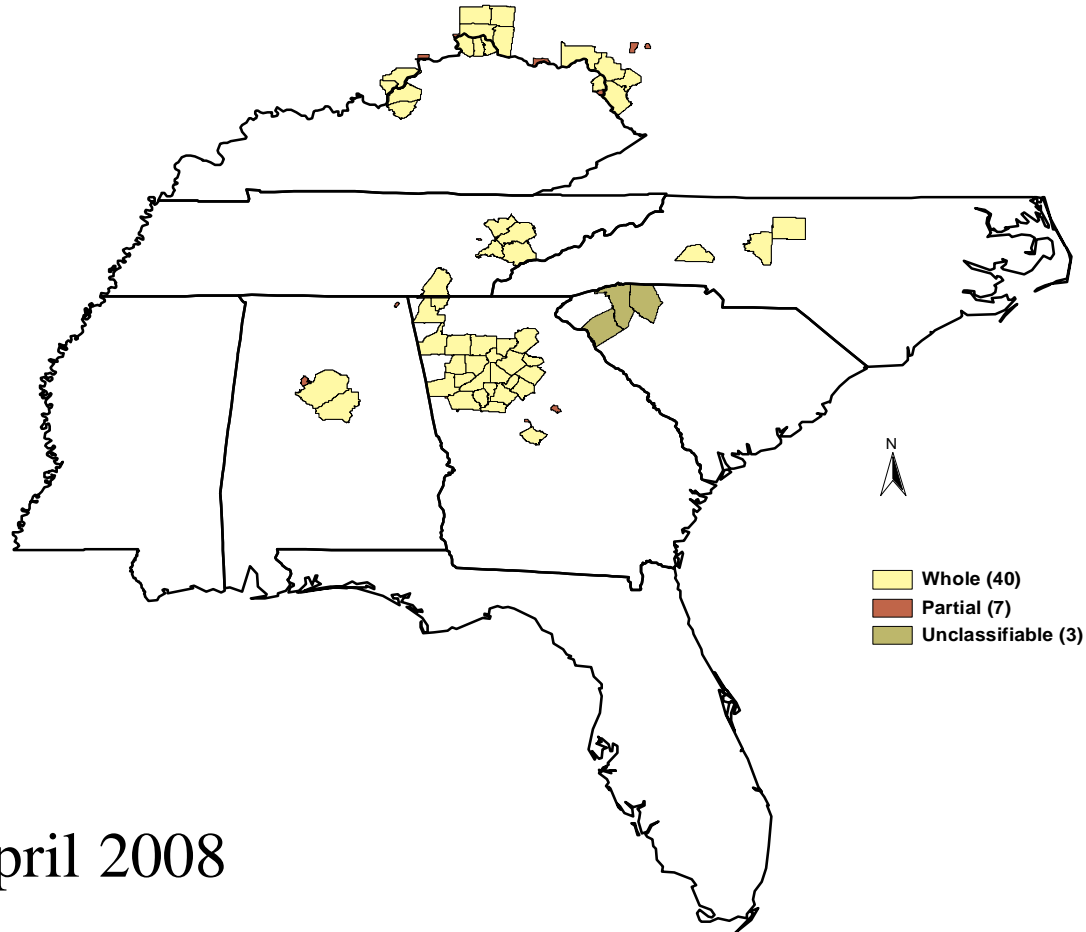 N
Whole (40)
Partial (7)
Unclassifiable (3)
pril 2008